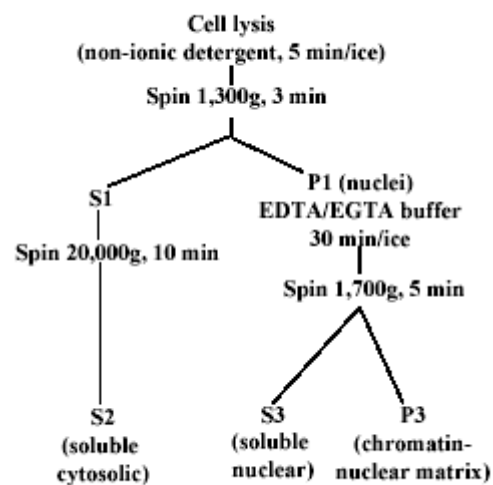 Cell lysis
(non-ionic detergent, 5 min/ice)
Spin 1,300g, 3 min
S1
Spin 20,000g, 10 min
P1 (nuclei)
EDTA/EGTA buffer
30 min/ice
Spin 1,700g, 5 min
S2
(soluble
cytosolic)
S3
(soluble
nuclear)
P3
(chromatin-
nuclear matrix)